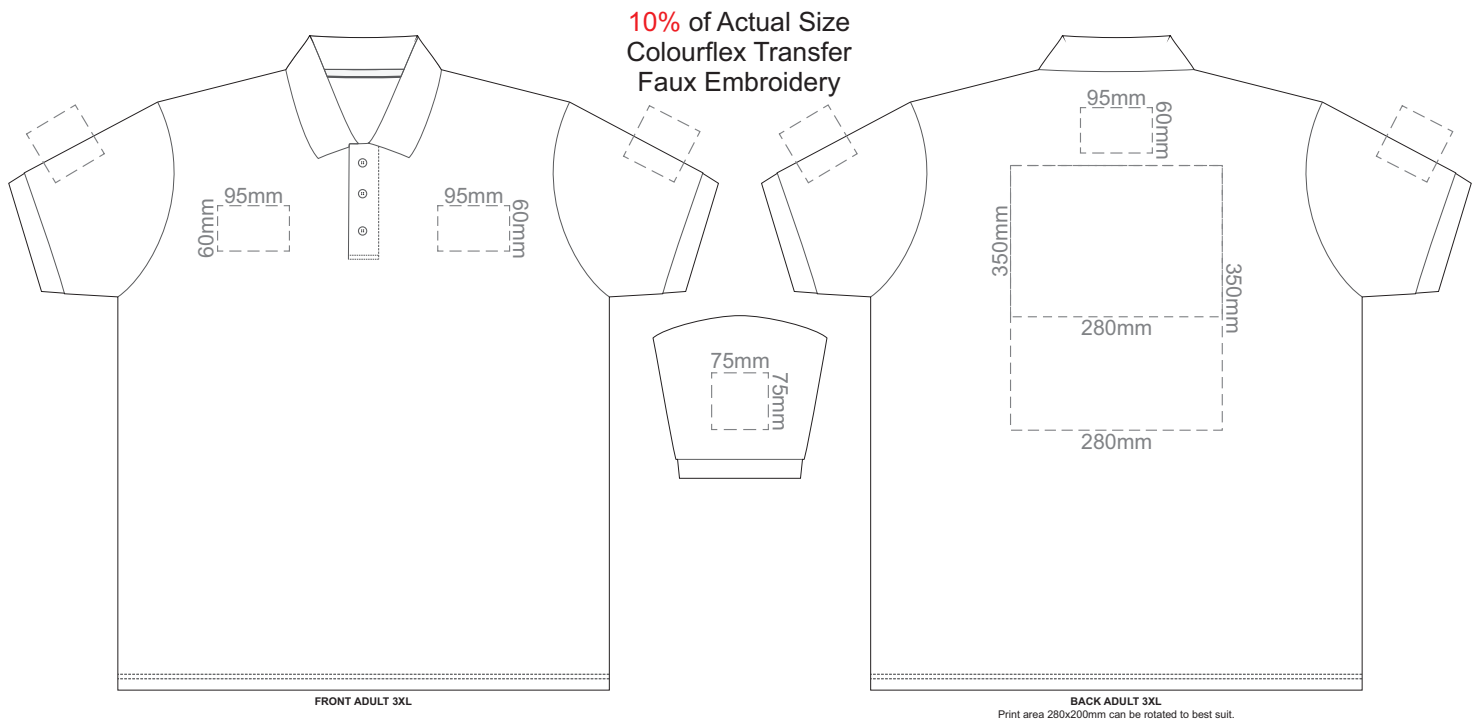 10% of Actual Size
Colourflex Transfer
Faux Embroidery
95mm
60mm
95mm
60mm
75mm
75mm
FRONT ADULT 3XL
95mm
60mm
350mm
350mm
280mm
280mm
BACK ADULT 3XL
Print area 280x200mm can be rotated to best suit.